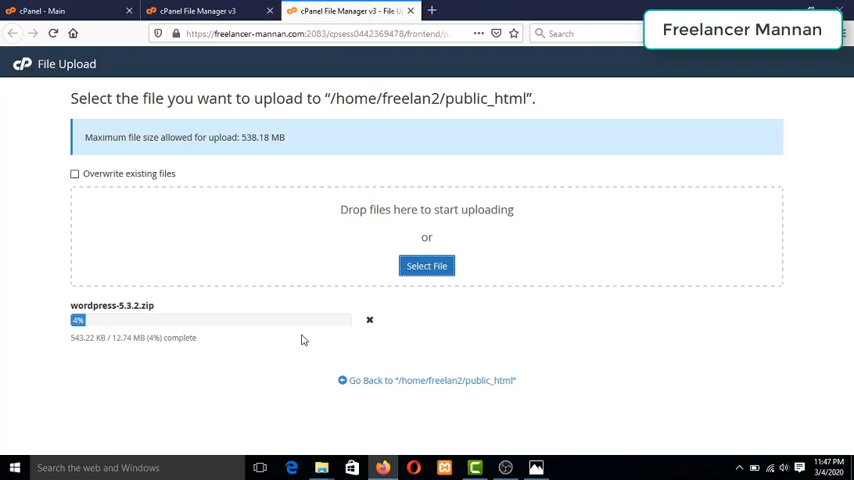 cPanel - Main
cPanel File Manager v3
cPanel File Manager v3 - File U
https://freelancer-mannan.com:2083/cpsess0442369478/frontend/p
Search
Freelancer Mannan
cP File Upload
Select the file you want to upload to “/home/freelan2/public_html”.
Maximum file size allowed for upload: 538.18 MB
Overwrite existing files
Drop files here to start uploading
or
Select File
wordpress-5.3.2.zip
4%
543.22 KB / 12.74 MB (4%) complete
Go Back to “/home/freelan2/public_html”
Search the web and Windows
11:47 PM
3/4/2020